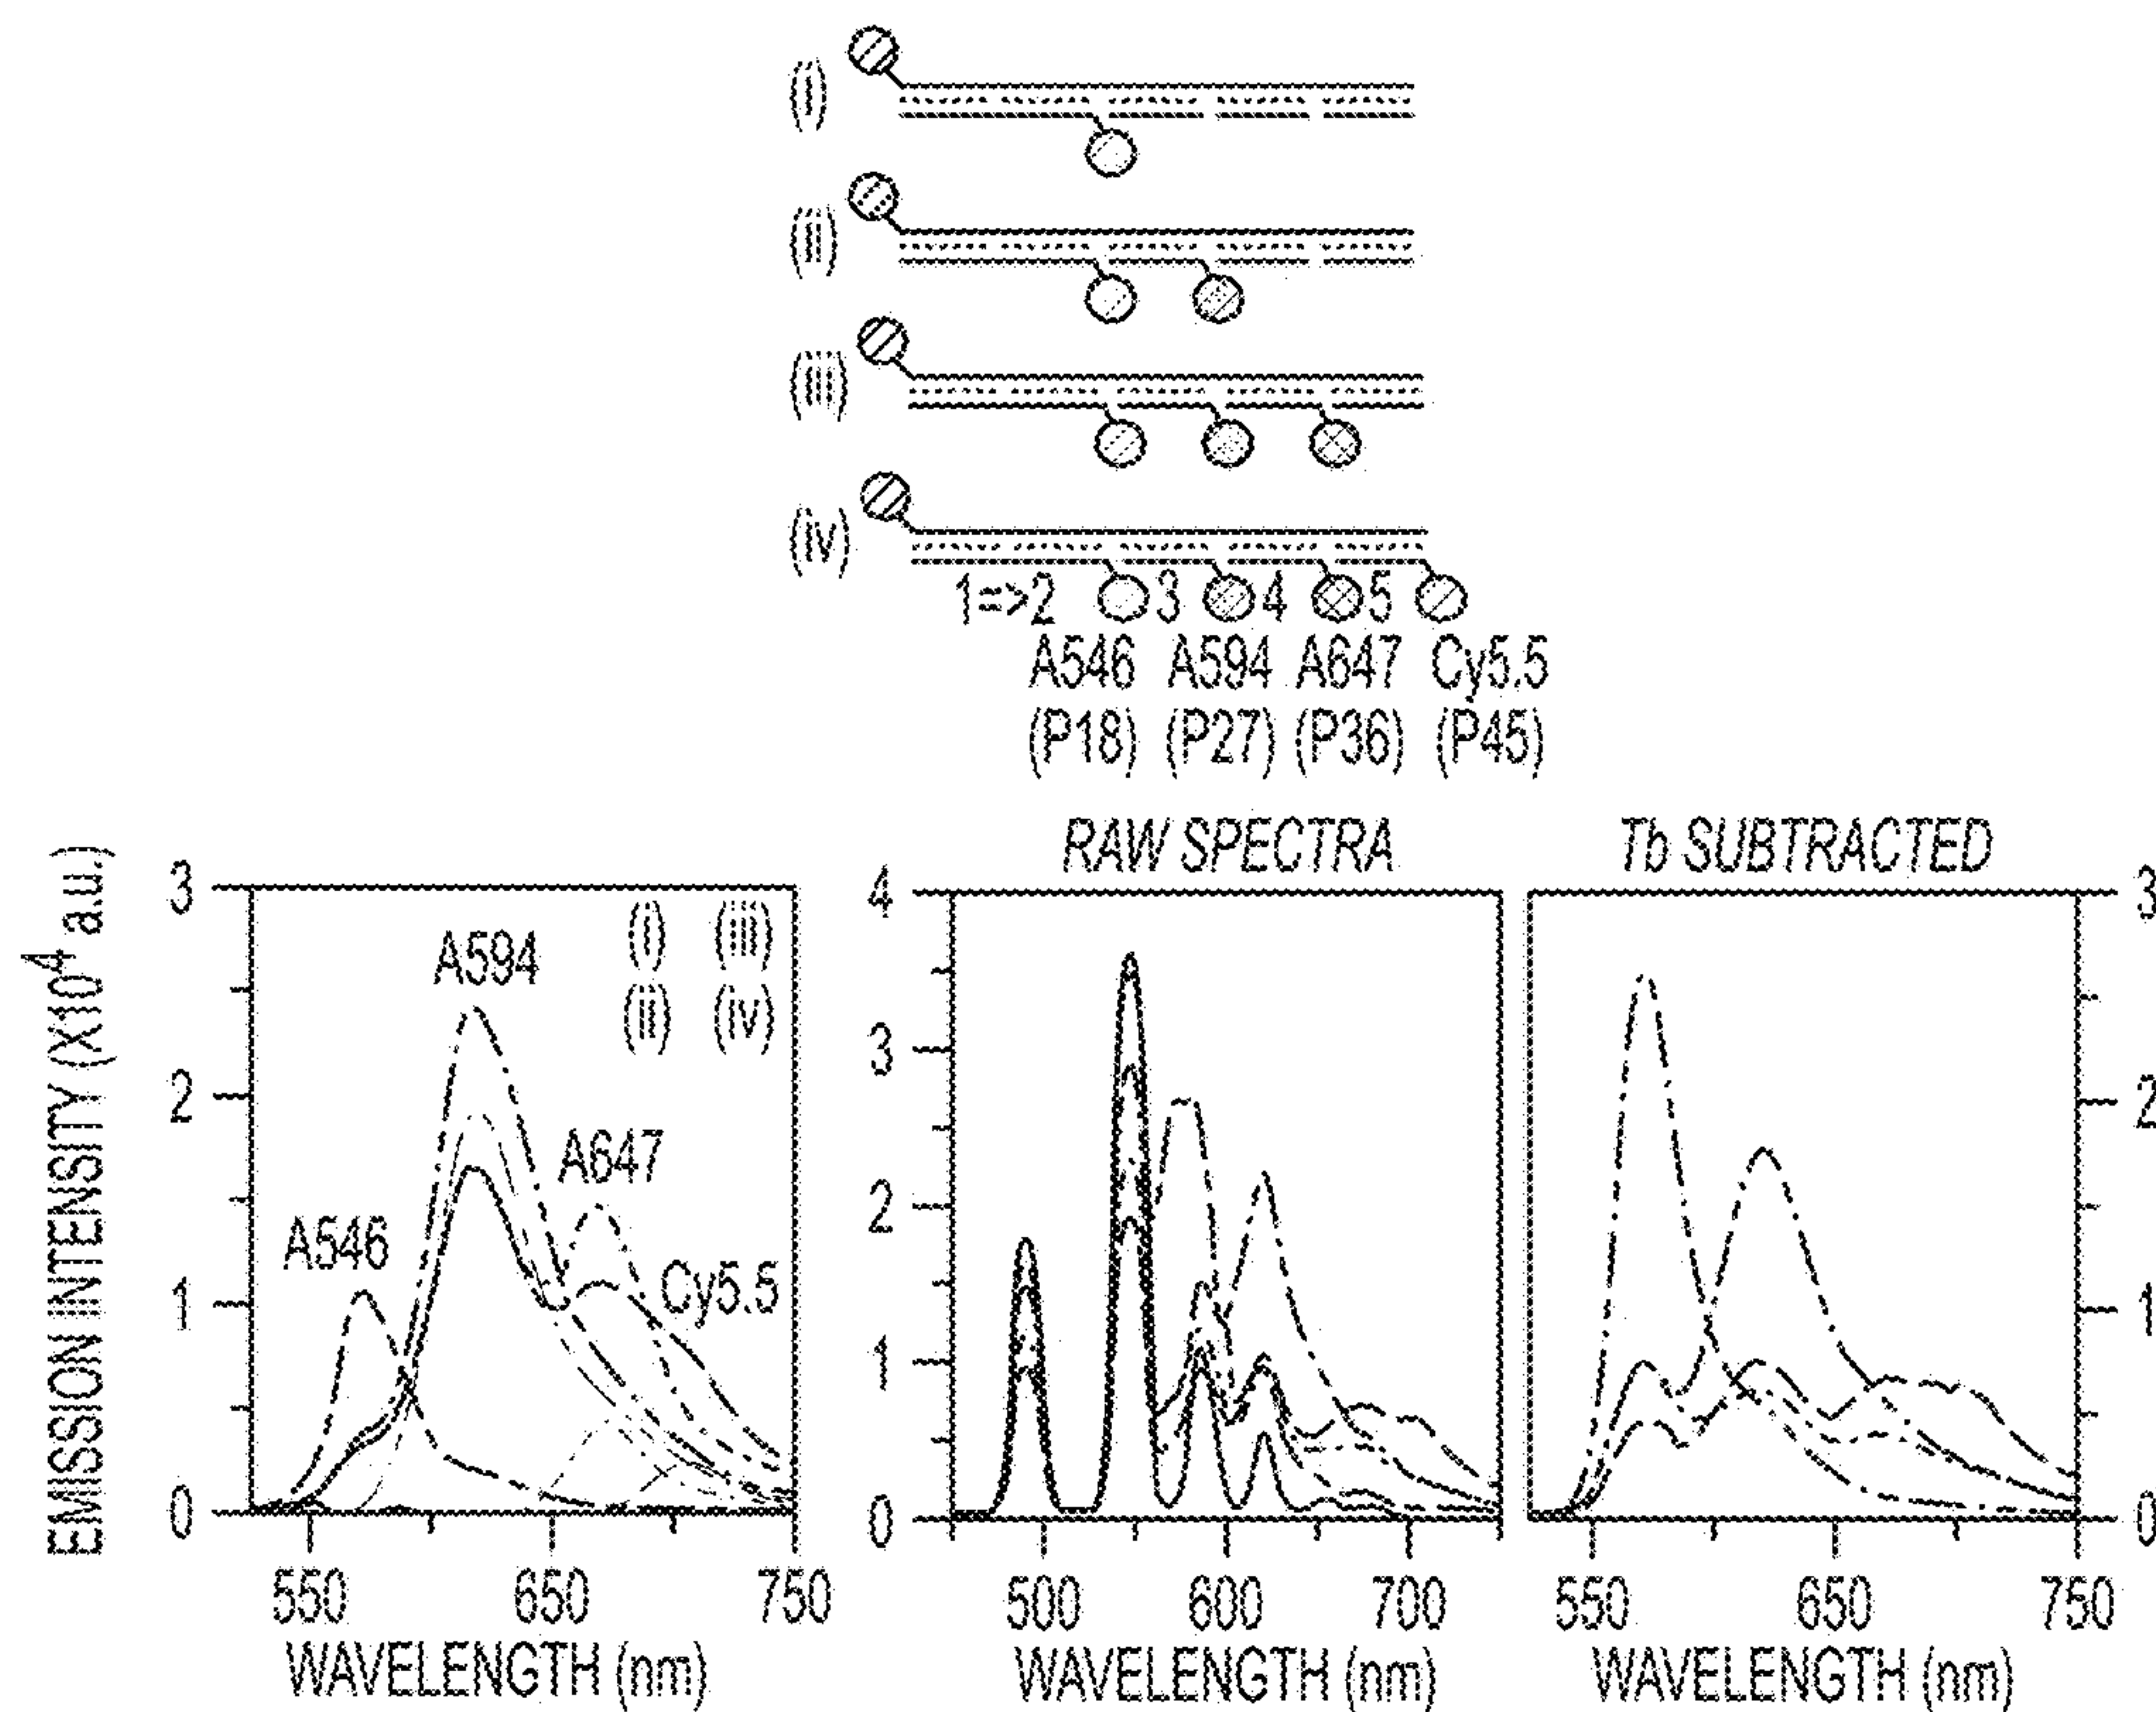 (i)
(ii)
(iii)
(iv)
1=>2 3 4 5
A546 A594 A647 Cy5.5
(P18) (P27) (P36) (P45)
RAW SPECTRA Tb SUBTRACTED
EMISSION INTENSITY (X10^4 a.u.)
3
2
1
0
A594
A546
A647
Cy5.5
(i) (iii)
(ii) (iv)
550 650 750
WAVELENGTH (nm)
4
3
2
1
0
500 600 700
WAVELENGTH (nm)
3
2
1
0
550 650 750
WAVELENGTH (nm)